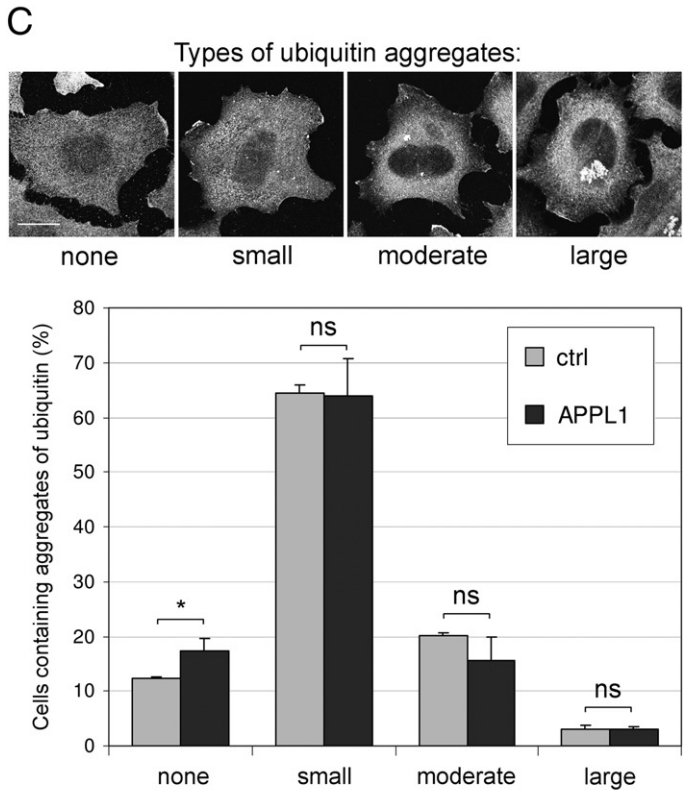 C
Types of ubiquitin aggregates:
none small moderate large
Cells containing aggregates of ubiquitin (%)
80
70
60
50
40
30
20
10
0
ns
ctrl
APPL1
*
ns
ns
none small moderate large